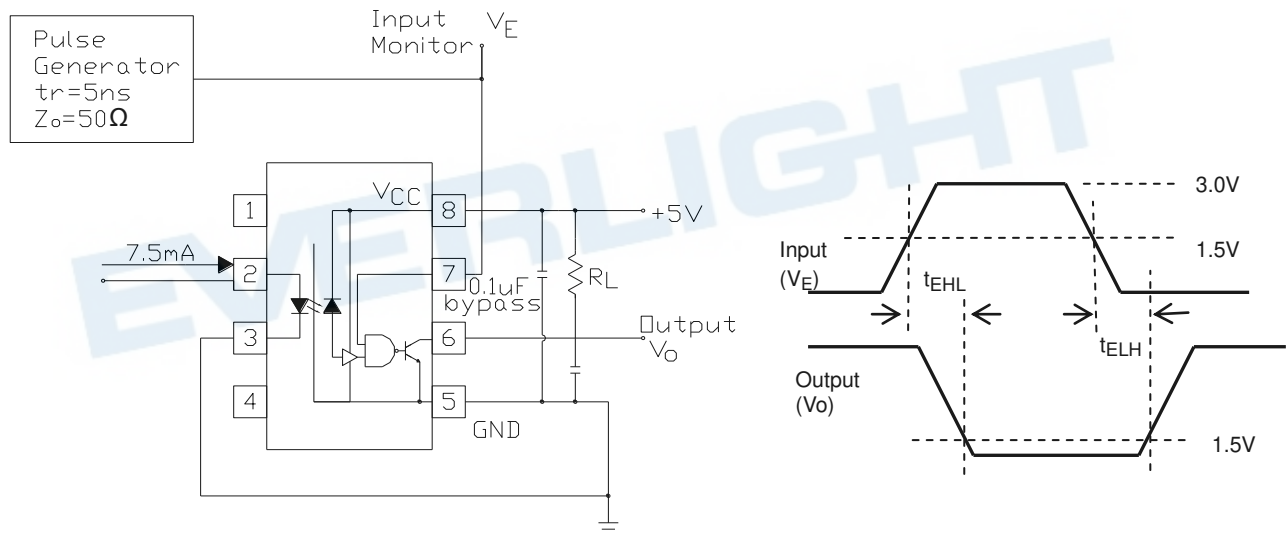 Pulse
Generator
tr=5ns
Zo=50Ω
Input
Monitor
VE
EVERLIGHT
VCC
1
2
3
4
8
7
6
5
7.5mA
+5V
0.1uF
bypass
RL
Output
Vo
GND
3.0V
Input
(VE)
1.5V
tEHL
tELH
Output
(Vo)
1.5V